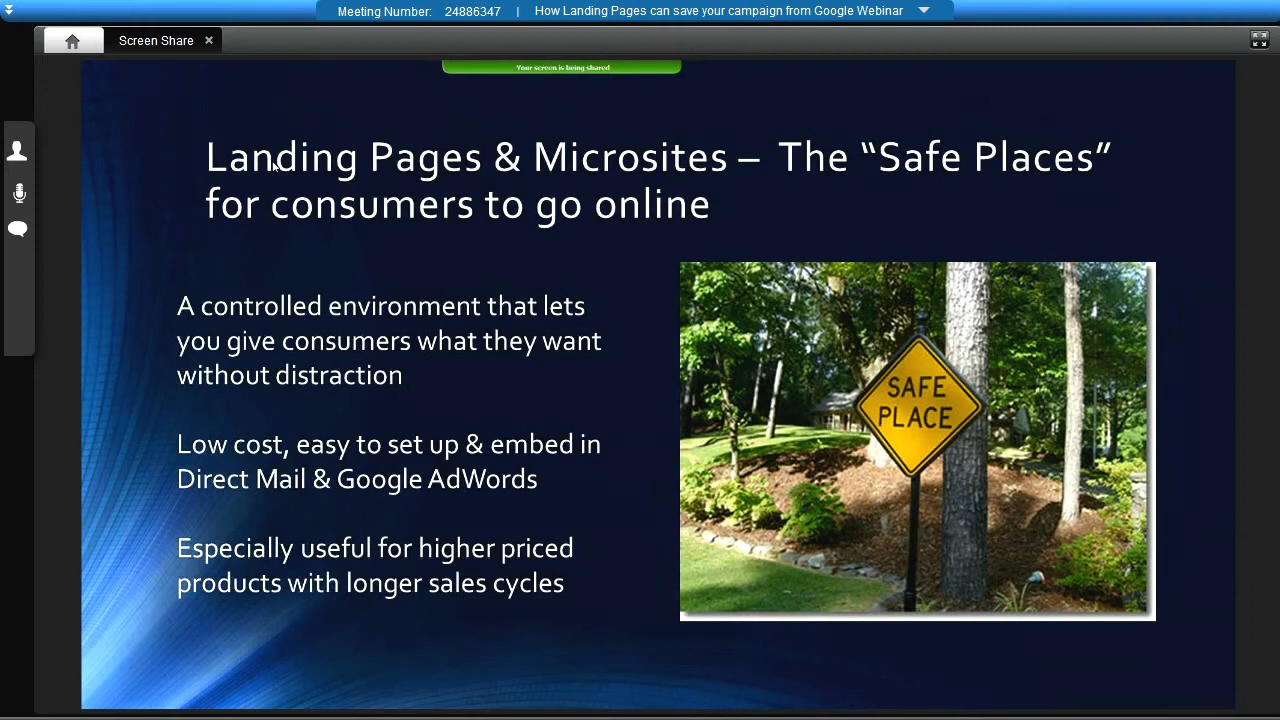 Meeting Number: 24886347 | How Landing Pages can save your campaign from Google Webinar
Screen Share
Your screen is being shared
Landing Pages & Microsites – The “Safe Places”
for consumers to go online
A controlled environment that lets
you give consumers what they want
without distraction
Low cost, easy to set up & embed in
Direct Mail & Google AdWords
Especially useful for higher priced
products with longer sales cycles
SAFE
PLACE